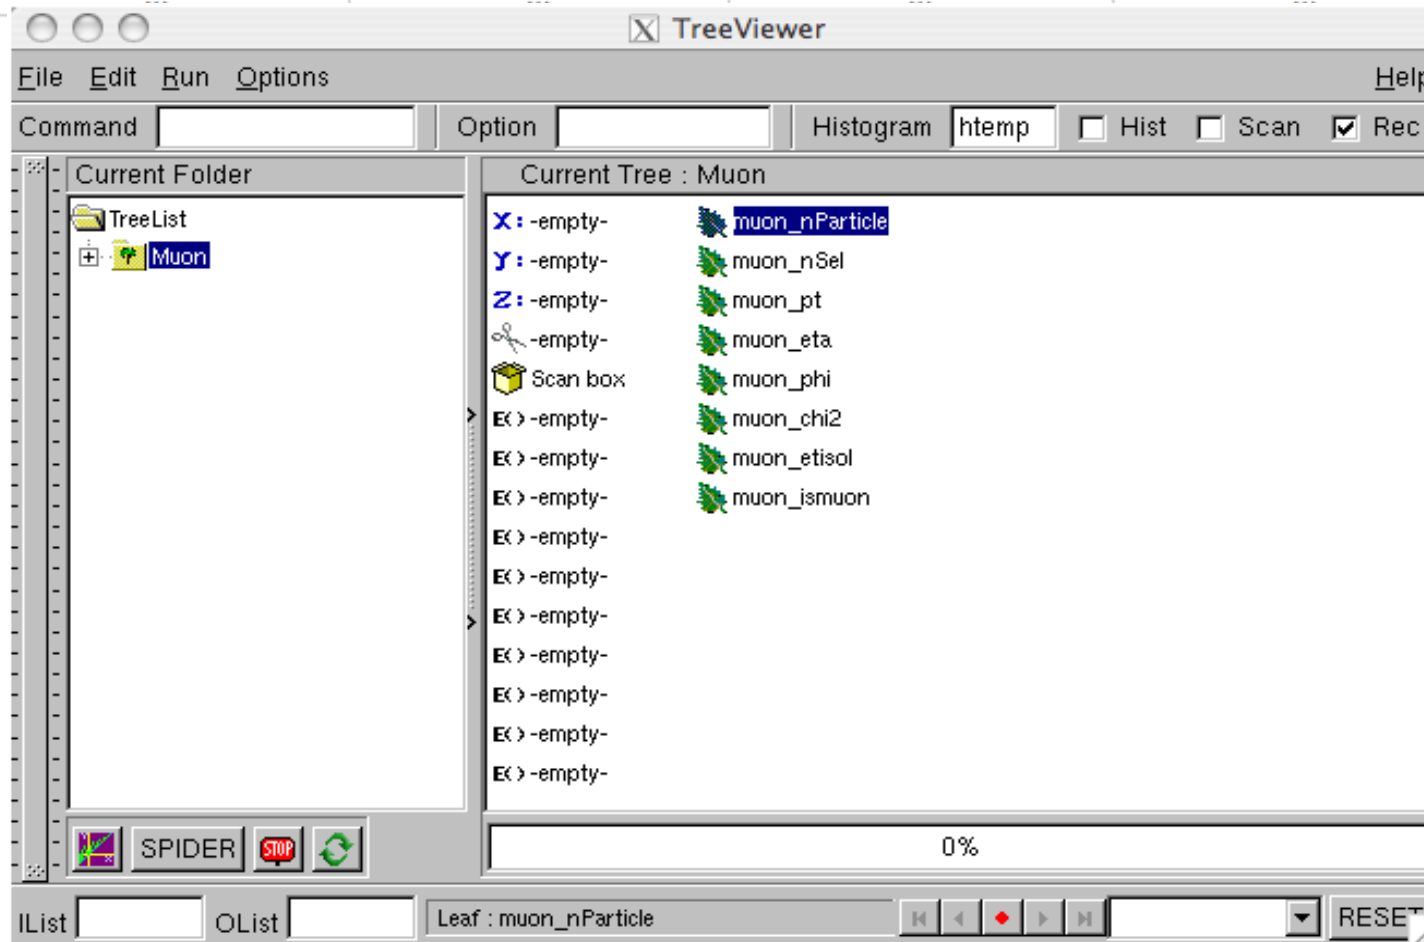 TreeViewer
File Edit Run Options Help
Command Option Histogram htemp Hist Scan Rec
Current Folder
TreeList
Muon
Current Tree : Muon
X: -empty- muon_nParticle
Y: -empty- muon_nSel
Z: -empty- muon_pt
-empty- muon_eta
Scan box muon_phi
E() -empty- muon_chi2
E() -empty- muon_etisol
E() -empty- muon_ismuon
E() -empty-
E() -empty-
E() -empty-
E() -empty-
E() -empty-
E() -empty-
E() -empty-
SPIDER STOP 0%
IList OList Leaf : muon_nParticle RESET